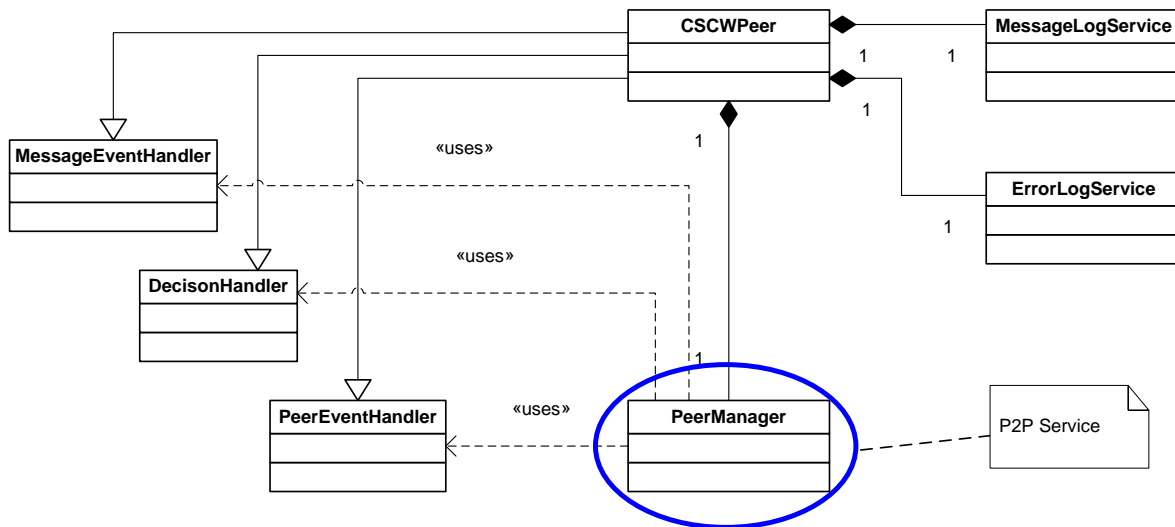 CSCWPeer
MessageLogService
1
1
1
MessageEventHandler
«uses»
1
ErrorLogService
1
«uses»
DecisonHandler
1
PeerEventHandler
«uses»
PeerManager
P2P Service